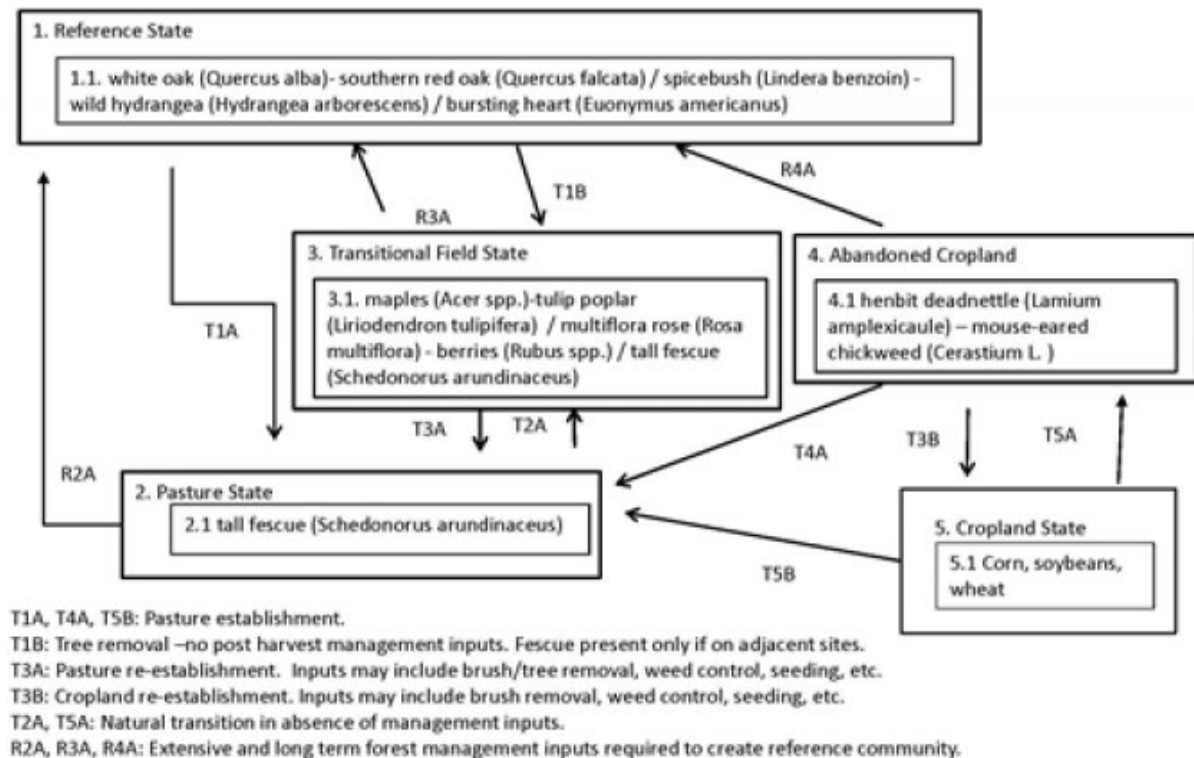 1. Reference State
1.1. white oak (Quercus alba)- southern red oak (Quercus falcata) / spicebush (Lindera benzoin) -
wild hydrangea (Hydrangea arborescens) / bursting heart (Euonymus americanus)
R4A
T1B
R3A
3. Transitional Field State
3.1. maples (Acer spp.)-tulip poplar
(Liriodendron tulipifera) / multiflora rose (Rosa
multiflora) - berries (Rubus spp.) / tall fescue
(Schedonorus arundinaceus)
4. Abandoned Cropland
4.1 henbit deadnettle (Lamium
amplexicaule) – mouse-eared
chickweed (Cerastium L. )
T1A
T3A
T2A
T4A
T3B
T5A
R2A
2. Pasture State
2.1 tall fescue (Schedonorus arundinaceus)
5. Cropland State
5.1 Corn, soybeans,
wheat
T5B
T1A, T4A, T5B: Pasture establishment.
T1B: Tree removal –no post harvest management inputs. Fescue present only if on adjacent sites.
T3A: Pasture re-establishment. Inputs may include brush/tree removal, weed control, seeding, etc.
T3B: Cropland re-establishment. Inputs may include brush removal, weed control, seeding, etc.
T2A, T5A: Natural transition in absence of management inputs.
R2A, R3A, R4A: Extensive and long term forest management inputs required to create reference community.